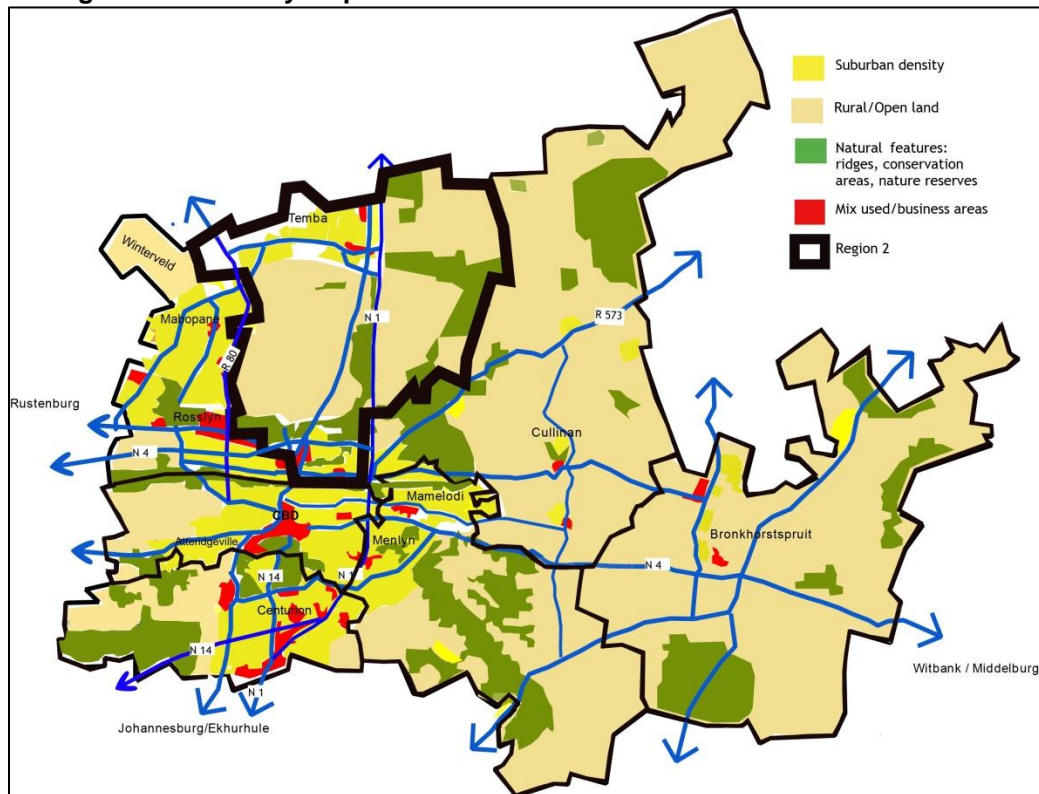 Suburban density
Rural/Open land
Natural features:
ridges, conservation
areas, nature reserves
Mix used/business areas
Region 2
Temba
Winterveld
Mabopane
N 1
R 80
R 573
Rustenburg
Rosslyn
N 4
Cullinan
Mamelodi
CBD
Atteridgeville
Menlyn
Bronkhorstspruit
N 14
N 1
N 4
Centurion
N 14
N 1
Witbank / Middelburg
Johannesburg/Ekhurhule